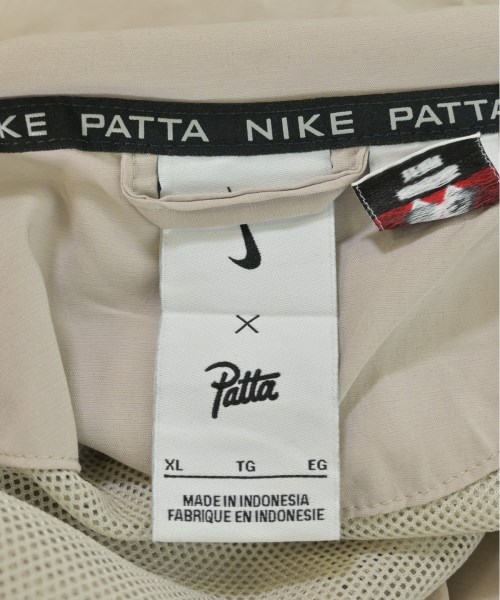 KE PATTA NIKE PATTA
×
Patta
XL TG EG
MADE IN INDONESIA
FABRIQUE EN INDONESIE